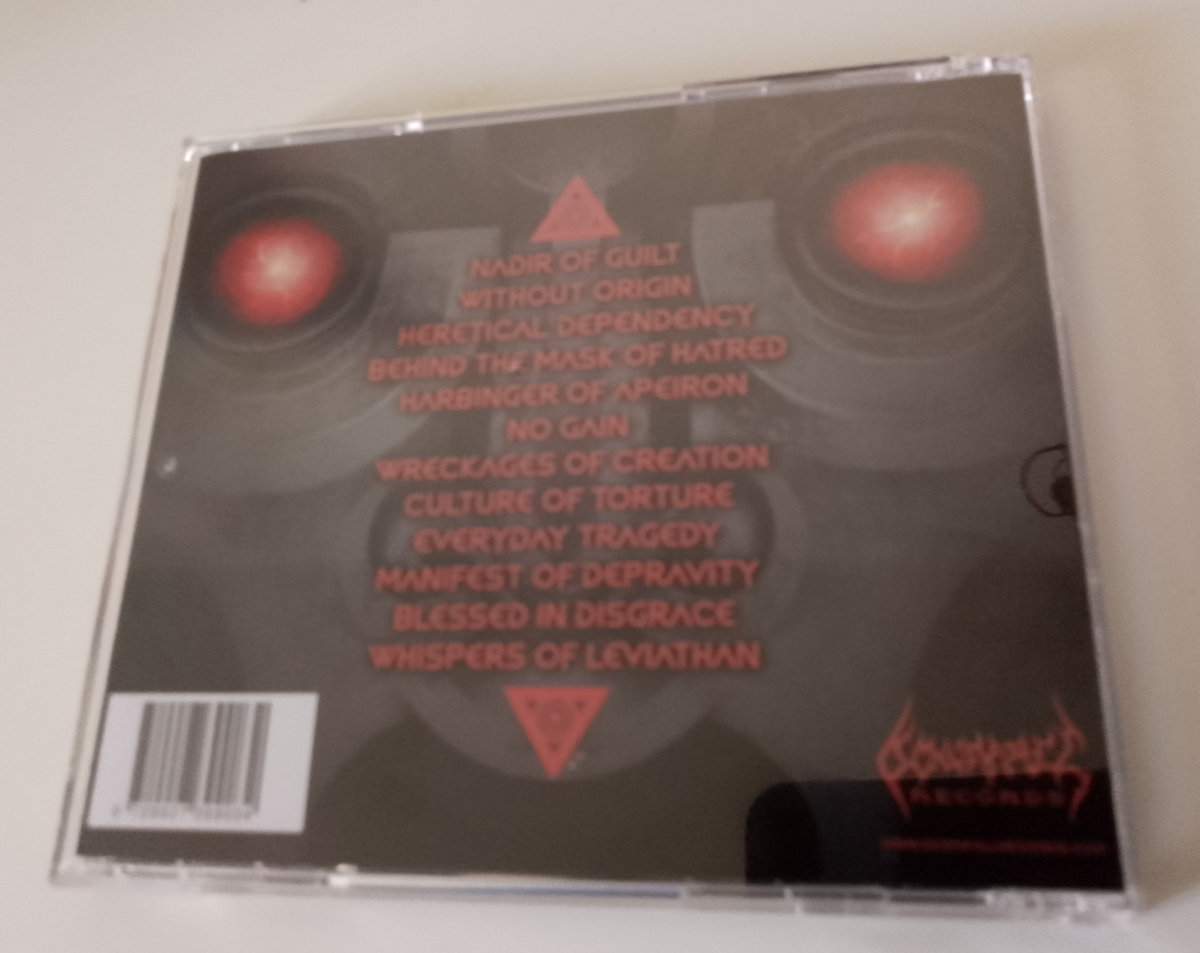 NADIR OF GUILT
WITHOUT ORIGIN
HERETICAL DEPENDENCY
BEHIND THE MASK OF HATRED
HARBINGER OF APEIRON
NO GAIN
WRECKAGES OF CREATION
CULTURE OF TORTURE
EVERYDAY TRAGEDY
MANIFEST OF DEPRAVITY
BLESSED IN DISGRACE
WHISPERS OF LEVIATHAN
RECORDS